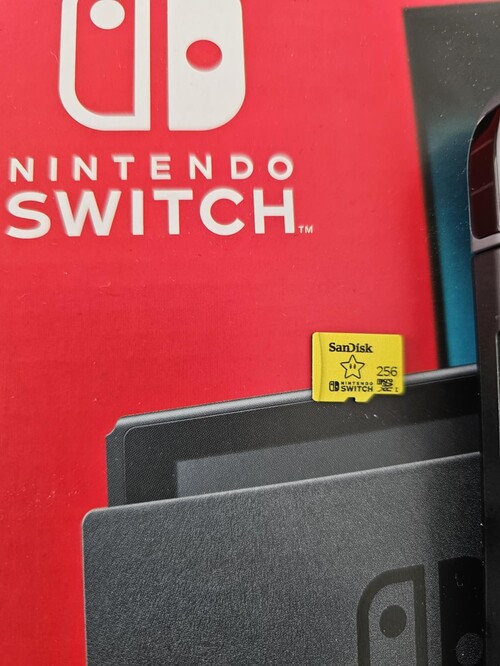 NINTENDO
SWITCH™
SanDisk
256
NINTENDO
SWITCH